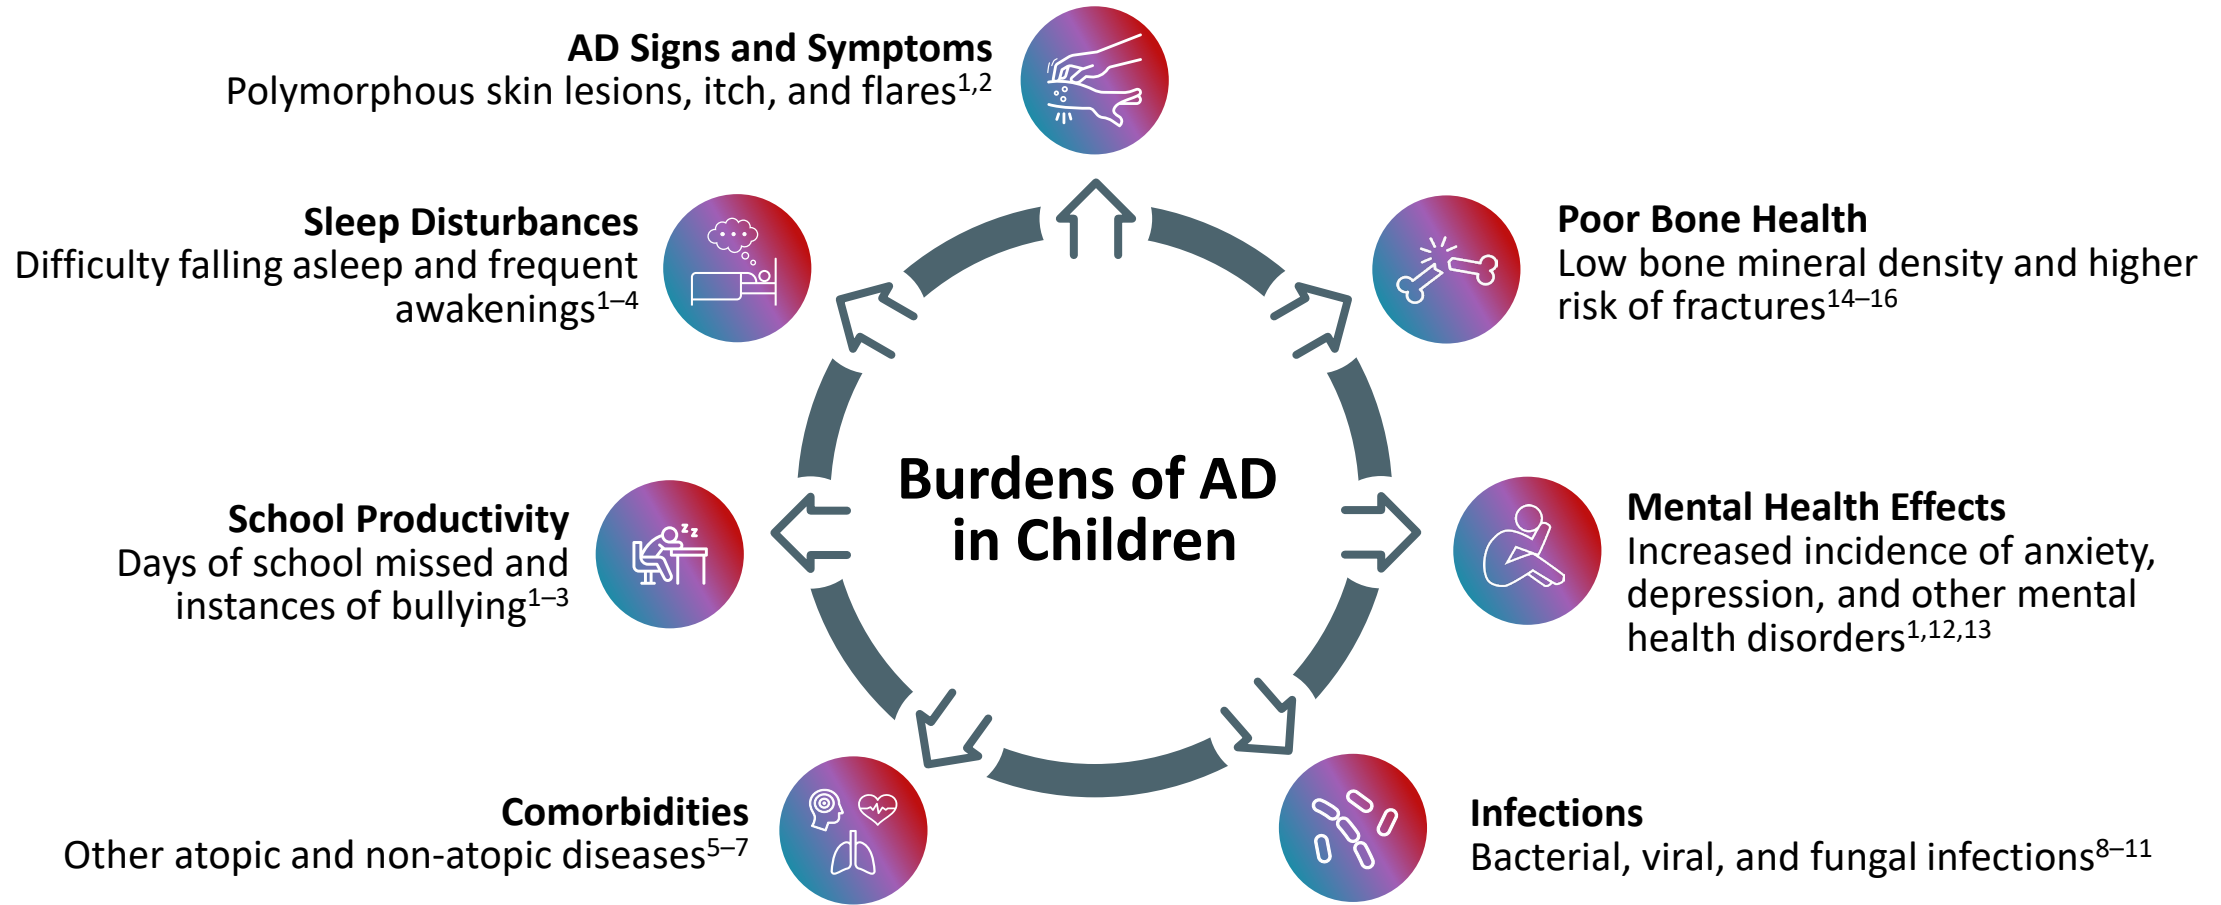 AD Signs and Symptoms
Polymorphous skin lesions, itch, and flares1,2
Sleep Disturbances
Difficulty falling asleep and frequent
awakenings1–4
Poor Bone Health
Low bone mineral density and higher
risk of fractures14–16
Burdens of AD
in Children
School Productivity
Days of school missed and
instances of bullying1–3
Mental Health Effects
Increased incidence of anxiety,
depression, and other mental
health disorders1,12,13
Comorbidities
Other atopic and non-atopic diseases5–7
Infections
Bacterial, viral, and fungal infections8–11
z z z